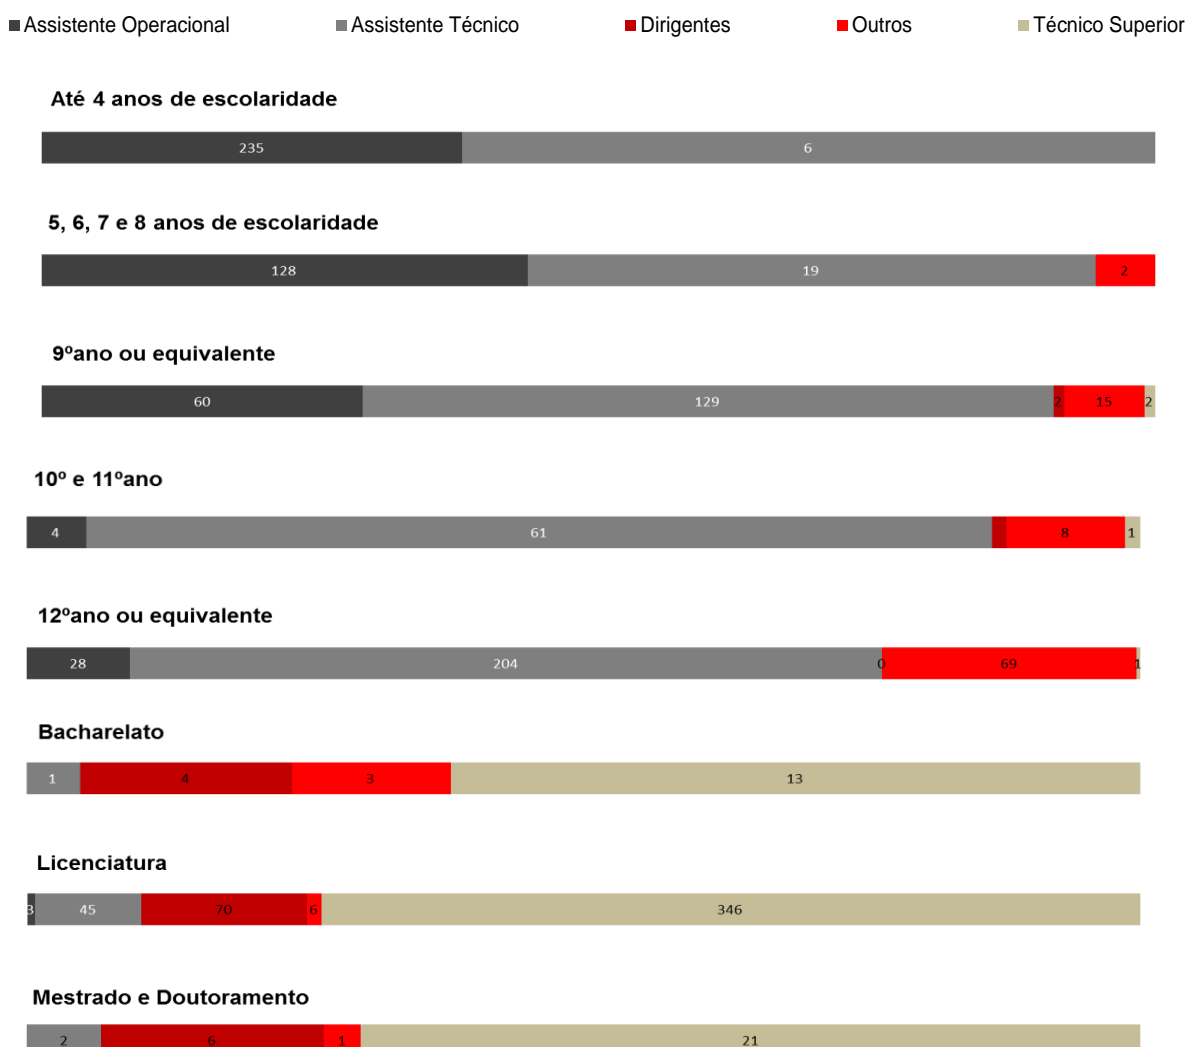 Assistente Operacional Assistente Técnico Dirigentes Outros Técnico Superior
Até 4 anos de escolaridade
235 6
5, 6, 7 e 8 anos de escolaridade
128 19 2
9ºano ou equivalente
60 129 2 15 2
10º e 11ºano
4 61 8 1
12ºano ou equivalente
28 204 0 69 1
Bacharelato
1 4 3 13
Licenciatura
3 45 70 6 346
Mestrado e Doutoramento
2 6 1 21